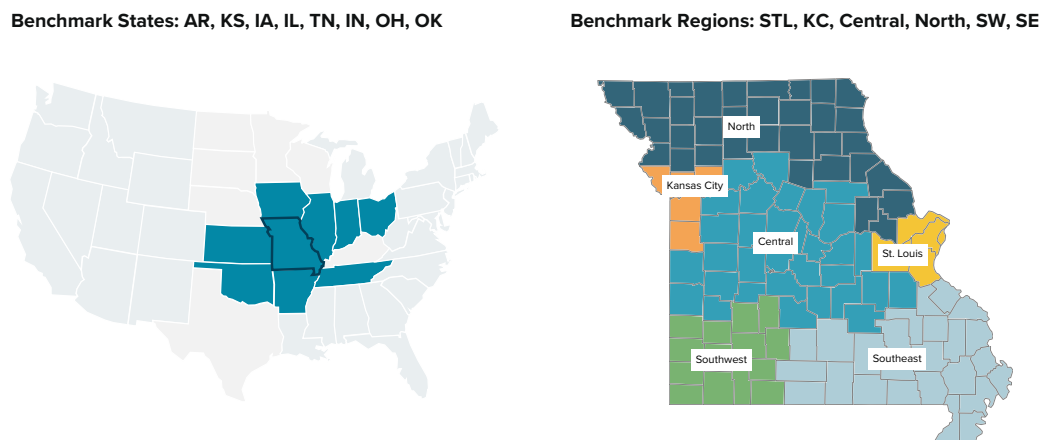 Benchmark States: AR, KS, IA, IL, TN, IN, OH, OK
Benchmark Regions: STL, KC, Central, North, SW, SE
North
Kansas City
Central
St. Louis
Southwest
Southeast